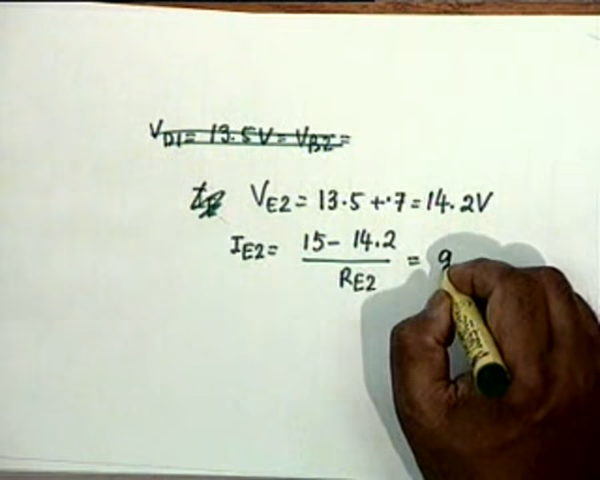 V_D1 = 13.5V = V_B2 =
V_E2 = 13.5 + .7 = 14.2V
I_E2 = 15 - 14.2 / R_E2 = 9